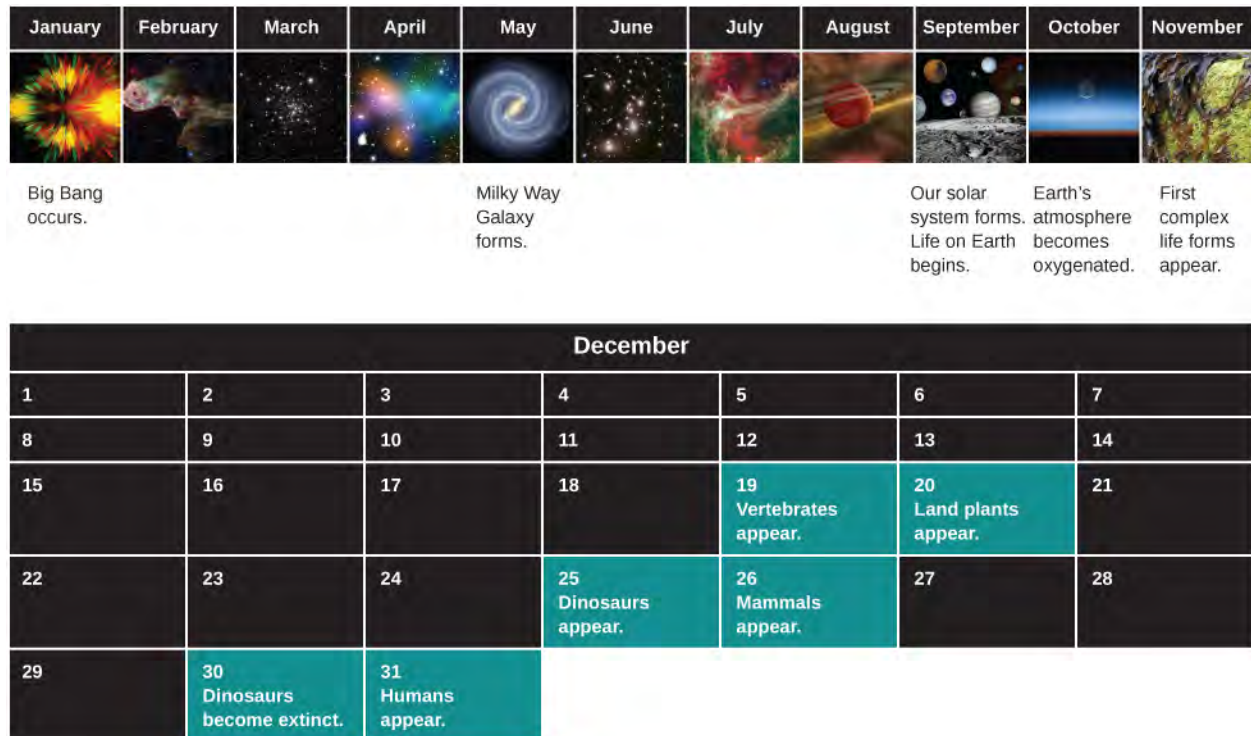 January February March April May June July August September October November
Big Bang
occurs.
Milky Way
Galaxy
forms.
Our solar
system forms.
Life on Earth
begins.
Earth’s
atmosphere
becomes
oxygenated.
First
complex
life forms
appear.
December
1 2 3 4 5 6 7
8 9 10 11 12 13 14
15 16 17 18 19 20 21
Vertebrates
appear.
Land plants
appear.
22 23 24 25 26 27 28
Dinosaurs
appear.
Mammals
appear.
29 30 31
Dinosaurs
become extinct.
Humans
appear.